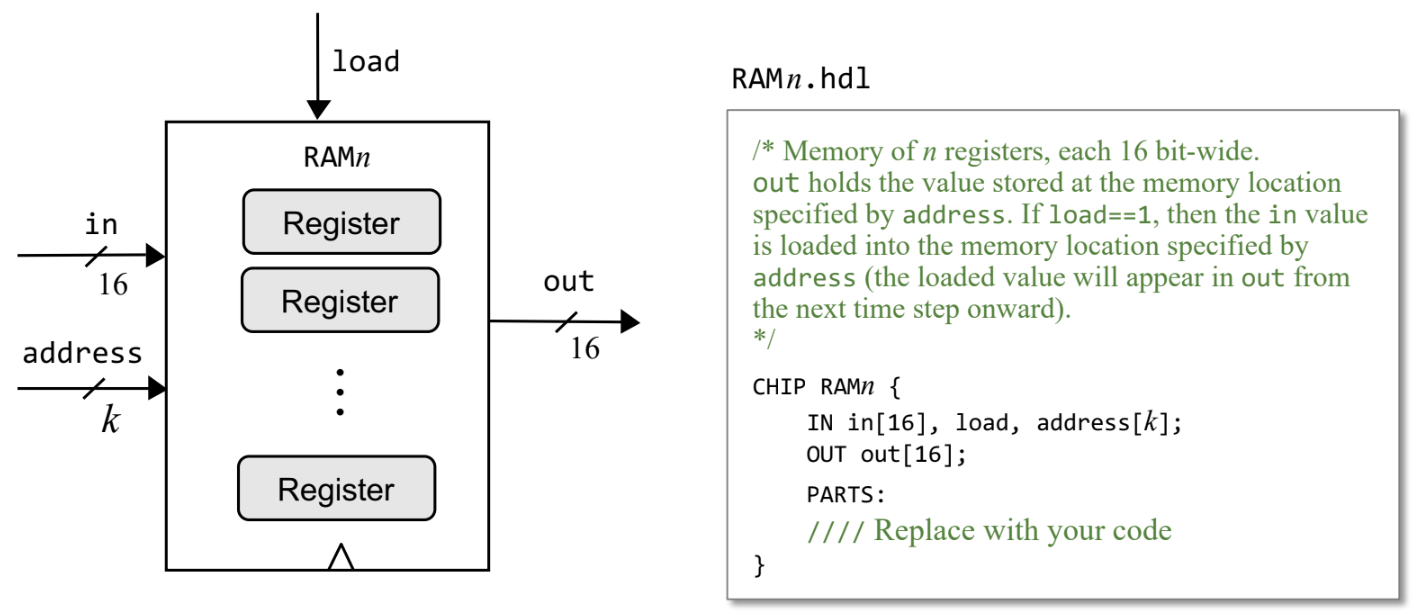 load
RAMn
Register
in
16
Register
out
16
address
k
Register
RAMn.hdl
/* Memory of n registers, each 16 bit-wide.
out holds the value stored at the memory location
specified by address. If load==1, then the in value
is loaded into the memory location specified by
address (the loaded value will appear in out from
the next time step onward).
*/
CHIP RAMn {
IN in[16], load, address[k];
OUT out[16];
PARTS:
//// Replace with your code
}